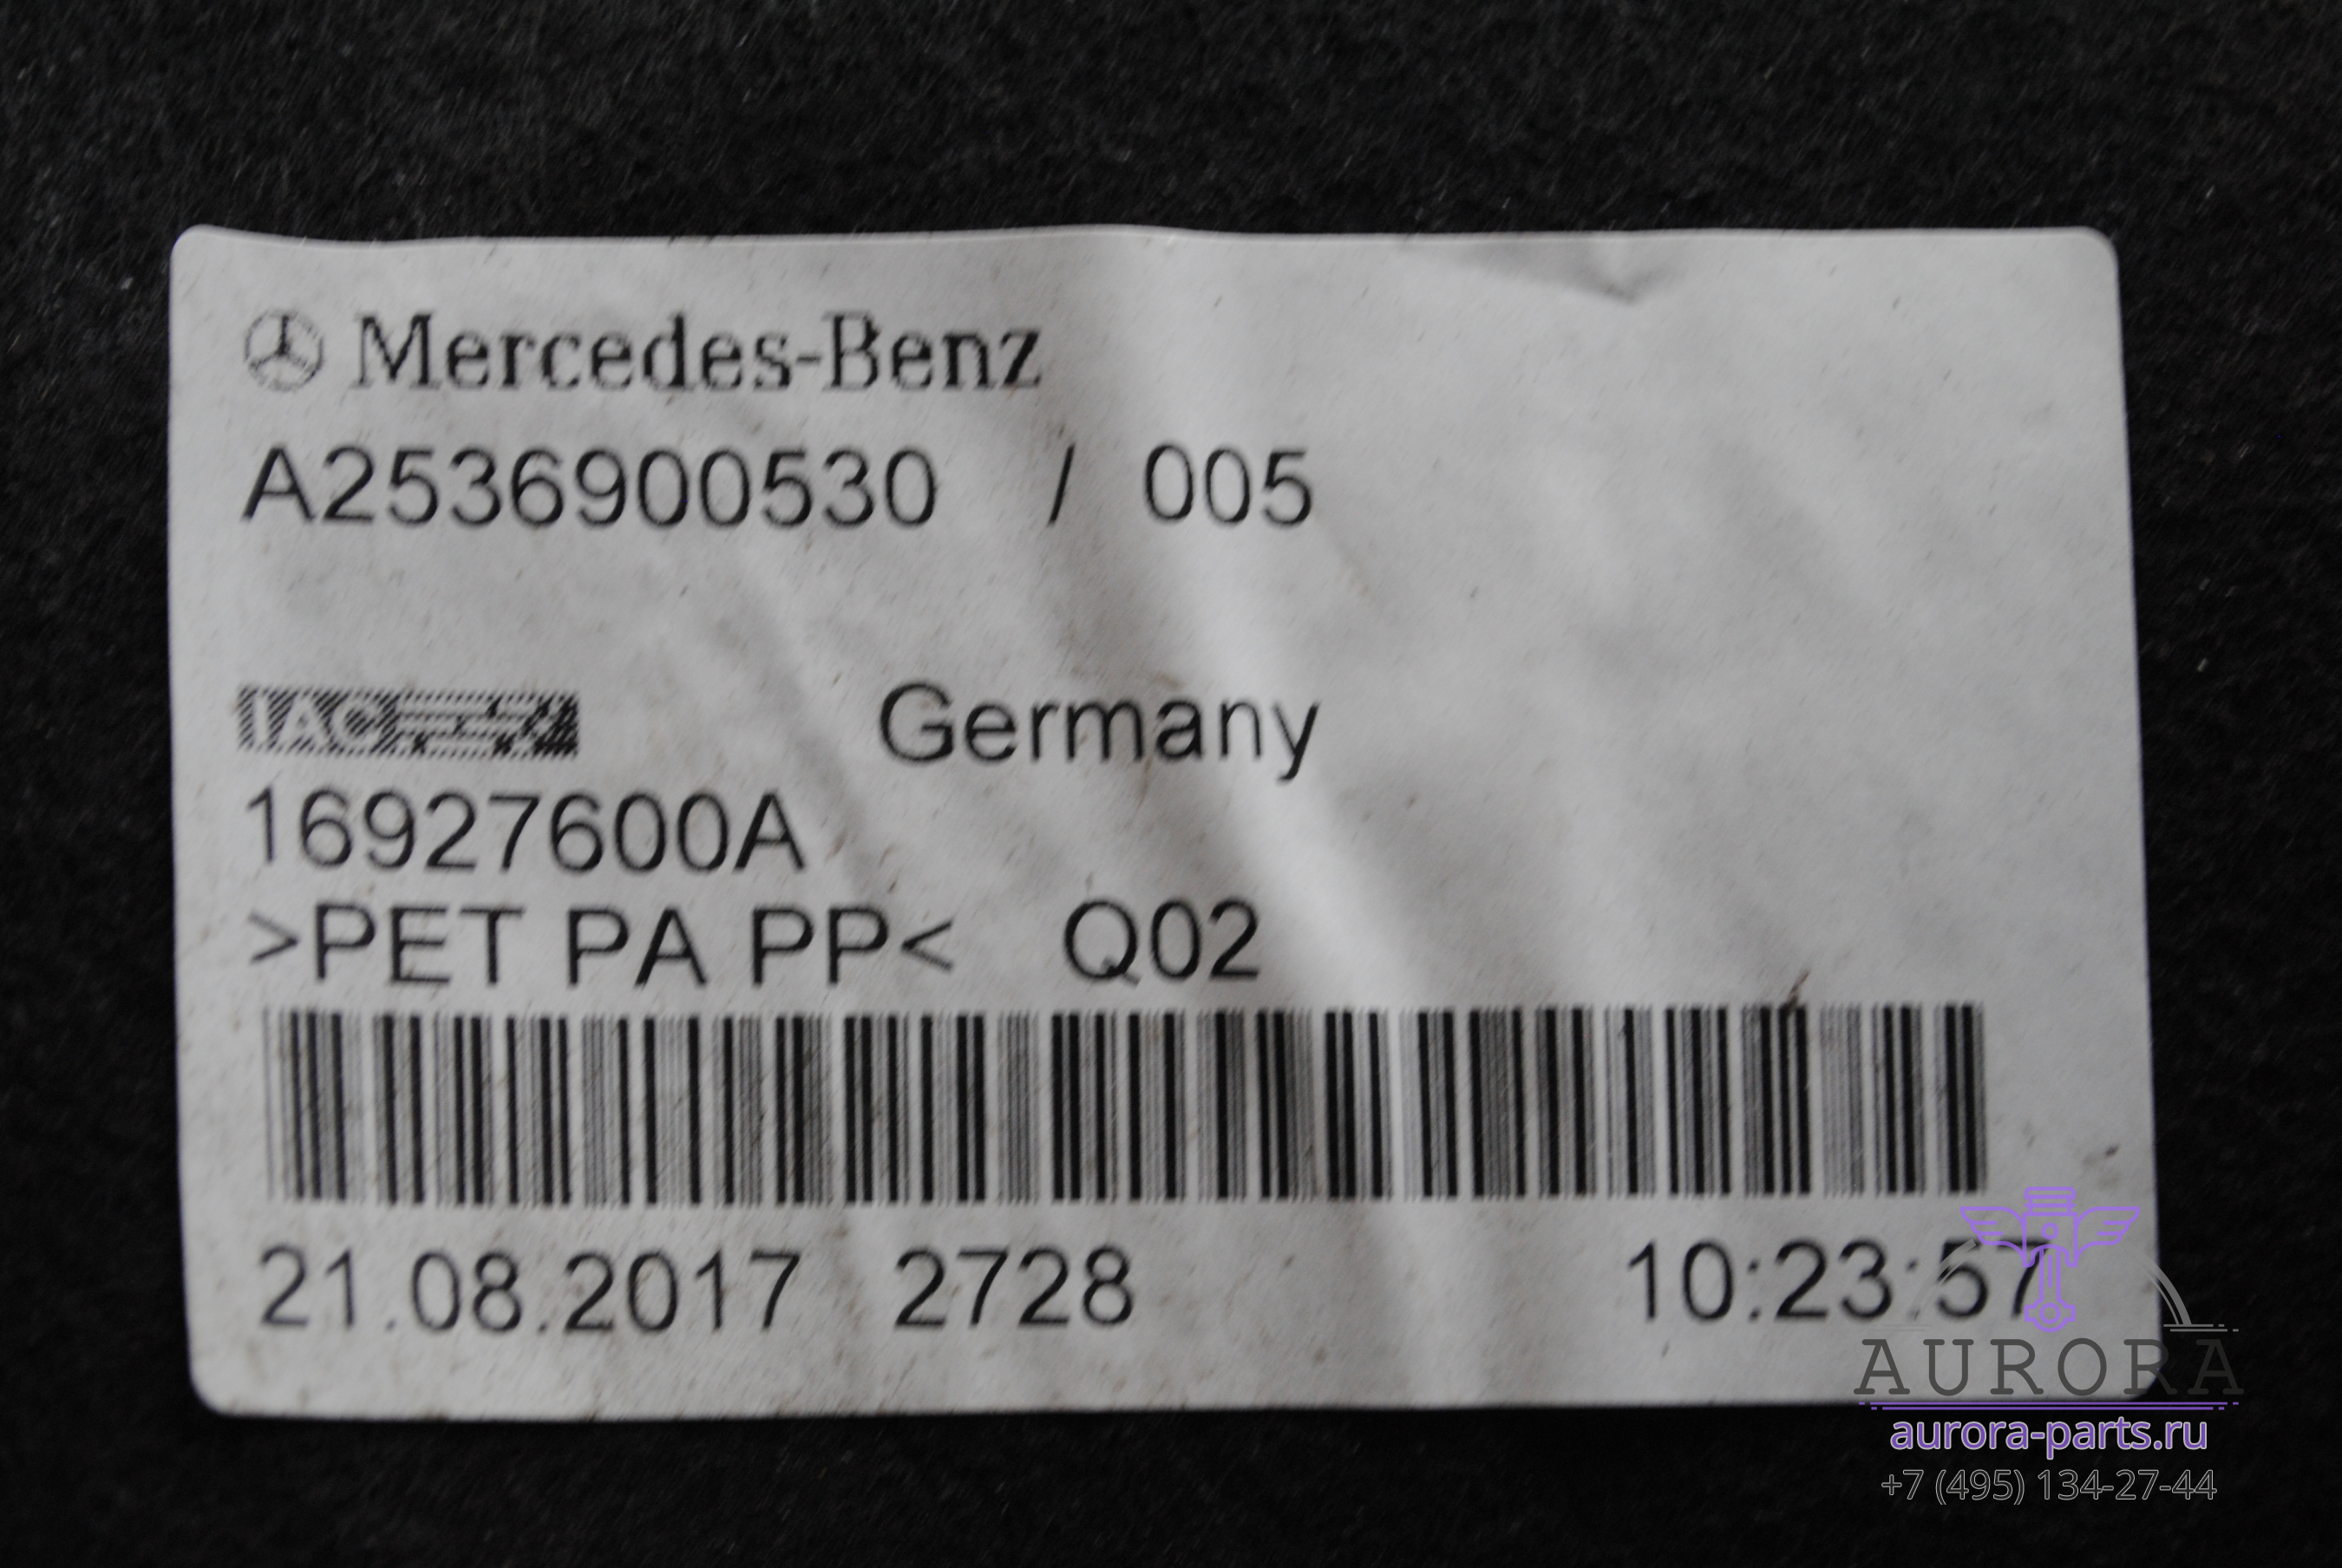 Mercedes-Benz
A2536900530 / 005
IAC Germany
16927600A
>PET PA PP< Q02
21.08.2017 2728 10:23:57
AURORA
aurora-parts.ru
+7 (495) 134-27-44